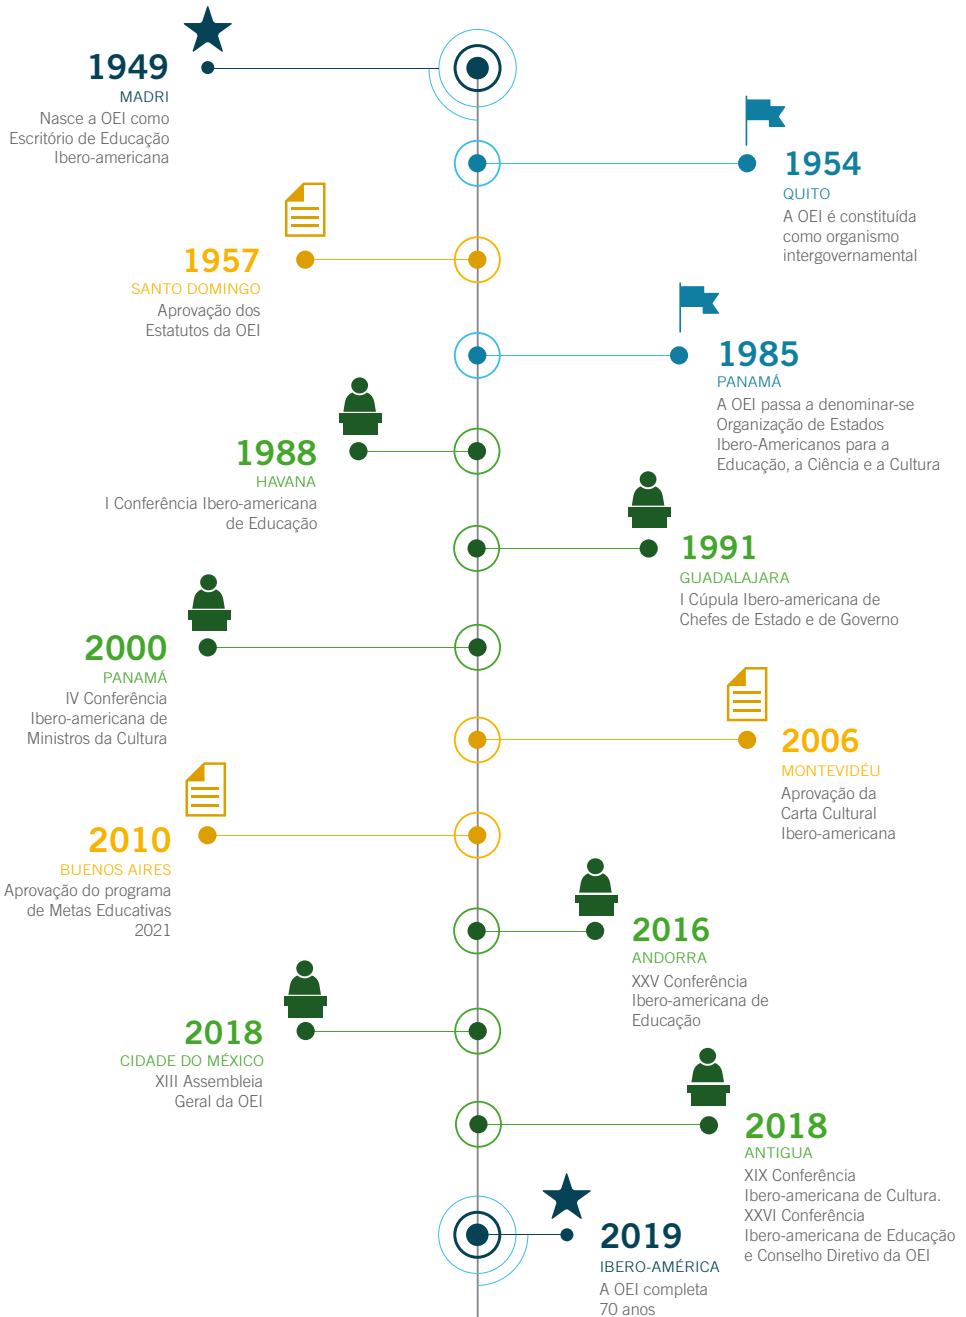 1949
MADRI
Nasce a OEI como
Escritório de Educação
Ibero-americana
1954
QUITO
A OEI é constituída
como organismo
intergovernamental
1957
SANTO DOMINGO
Aprovação dos
Estatutos da OEI
1985
PANAMÁ
A OEI passa a denominar-se
Organização de Estados
Ibero-Americanos para a
Educação, a Ciência e a Cultura
1988
HAVANA
I Conferência Ibero-americana
de Educação
1991
GUADALAJARA
I Cúpula Ibero-americana de
Chefes de Estado e de Governo
2000
PANAMÁ
IV Conferência
Ibero-americana de
Ministros da Cultura
2006
MONTEVIDÉU
Aprovação da
Carta Cultural
Ibero-americana
2010
BUENOS AIRES
Aprovação do programa
de Metas Educativas
2021
2016
ANDORRA
XXV Conferência
Ibero-americana de
Educação
2018
CIDADE DO MÉXICO
XIII Assembleia
Geral da OEI
2018
ANTIGUA
XIX Conferência
Ibero-americana de Cultura.
XXVI Conferência
Ibero-americana de Educação
e Conselho Diretivo da OEI
2019
IBERO-AMÉRICA
A OEI completa
70 anos